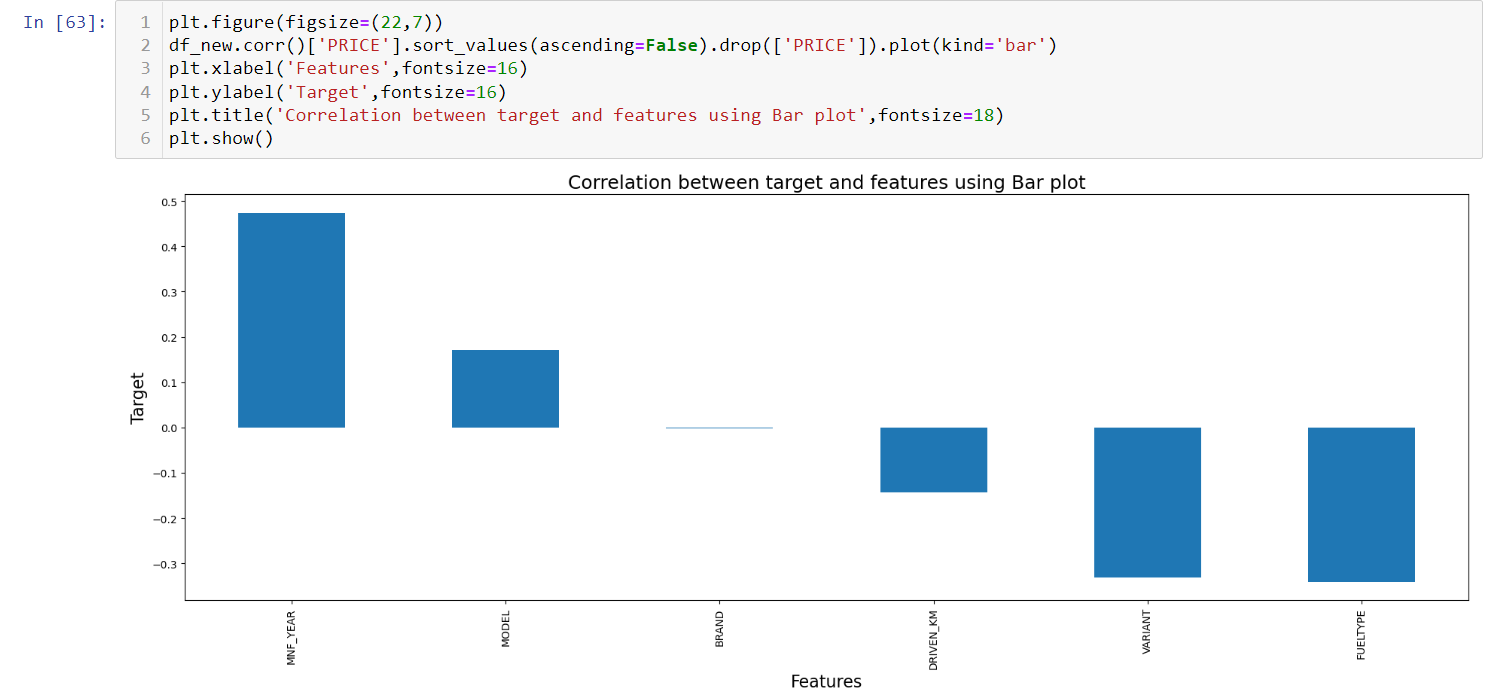 In [63]:
1 plt.figure(figsize=(22,7))
2 df_new.corr()['PRICE'].sort_values(ascending=False).drop(['PRICE']).plot(kind='bar')
3 plt.xlabel('Features',fontsize=16)
4 plt.ylabel('Target',fontsize=16)
5 plt.title('Correlation between target and features using Bar plot',fontsize=18)
6 plt.show()
Correlation between target and features using Bar plot
0.5
0.4
0.3
0.2
0.1
0.0
−0.1
−0.2
−0.3
Target
MNF_YEAR
MODEL
BRAND
DRIVEN_KM
VARIANT
FUELTYPE
Features